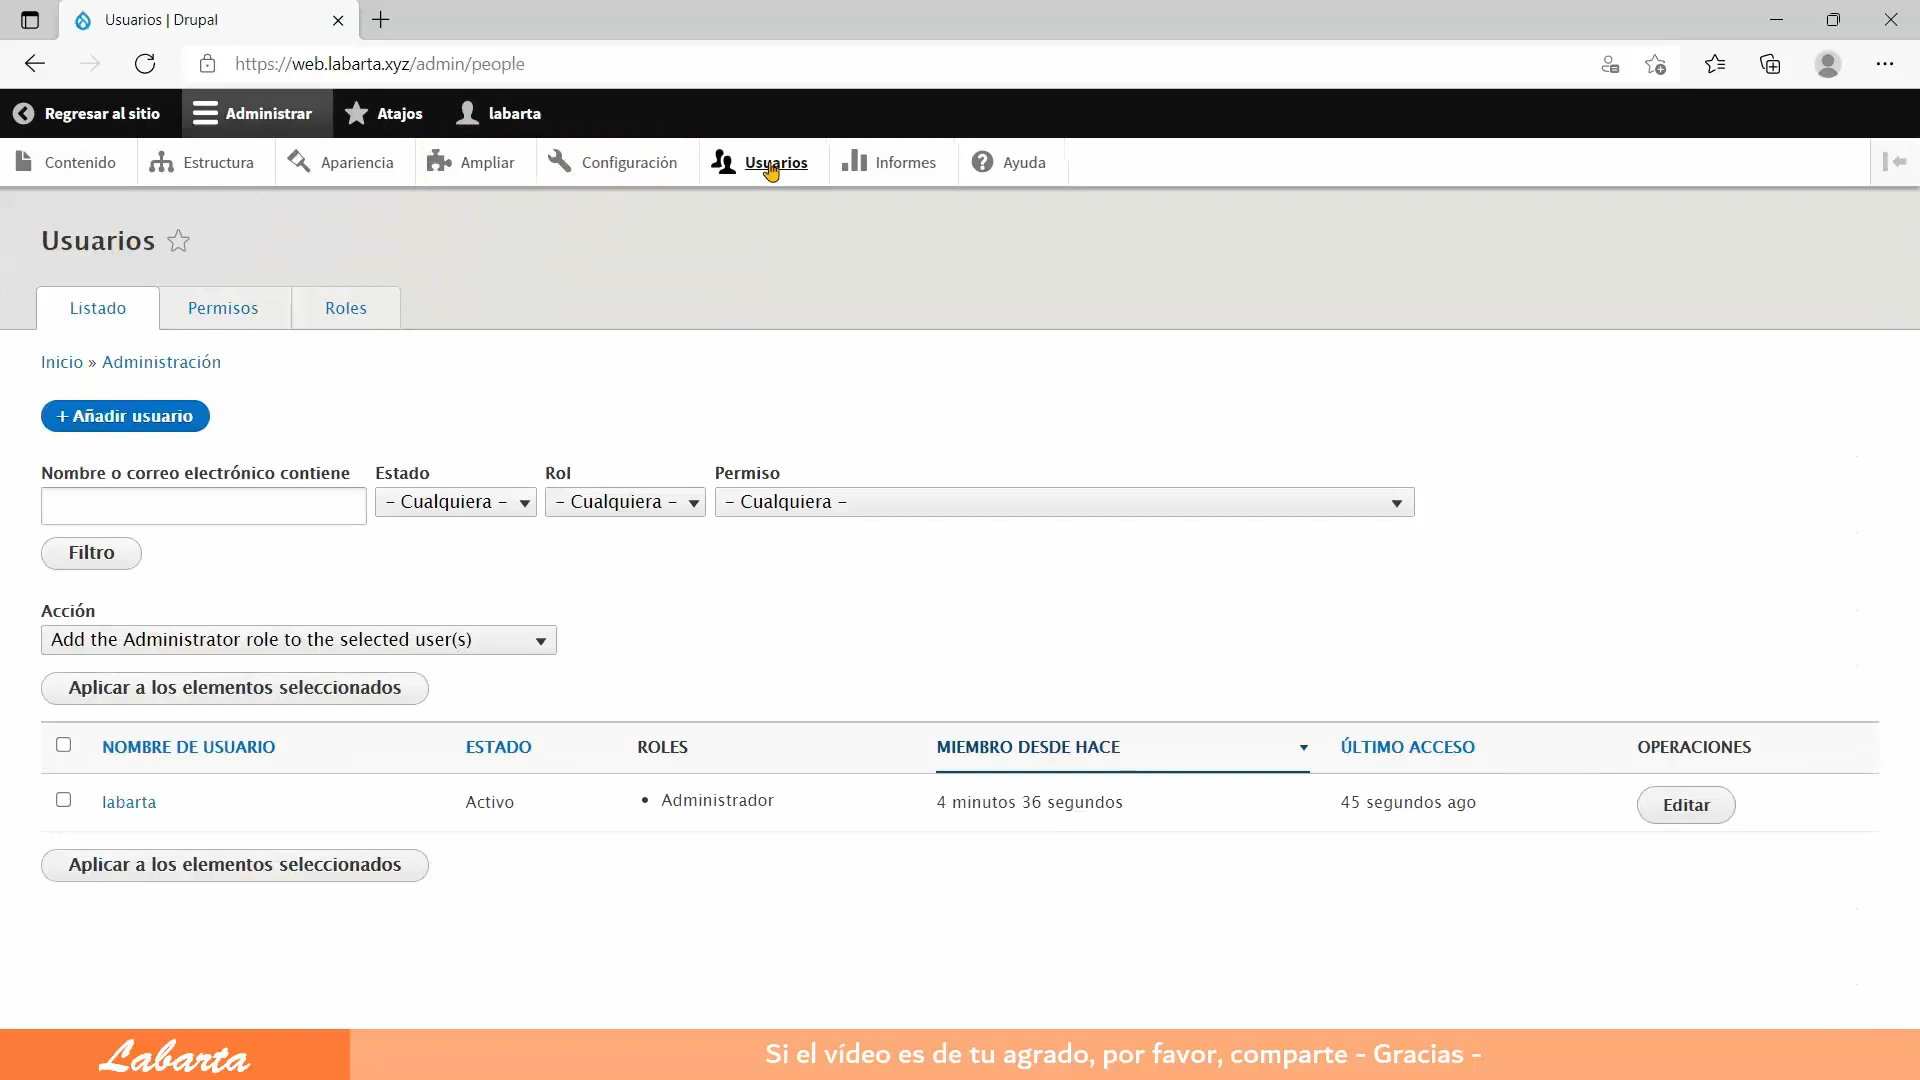 Usuarios | Drupal
https://web.labarta.xyz/admin/people
Regresar al sitio Administrar Atajos labarta
Contenido Estructura Apariencia Ampliar Configuración Usuarios Informes Ayuda
Usuarios
Listado Permisos Roles
Inicio » Administración
+ Añadir usuario
Nombre o correo electrónico contiene Estado Rol Permiso
- Cualquiera - - Cualquiera - - Cualquiera -
Filtro
Acción
Add the Administrator role to the selected user(s)
Aplicar a los elementos seleccionados
NOMBRE DE USUARIO ESTADO ROLES MIEMBRO DESDE HACE ÚLTIMO ACCESO OPERACIONES
labarta Activo • Administrador 4 minutos 36 segundos 45 segundos ago Editar
Aplicar a los elementos seleccionados
Labarta Si el vídeo es de tu agrado, por favor, comparte - Gracias -